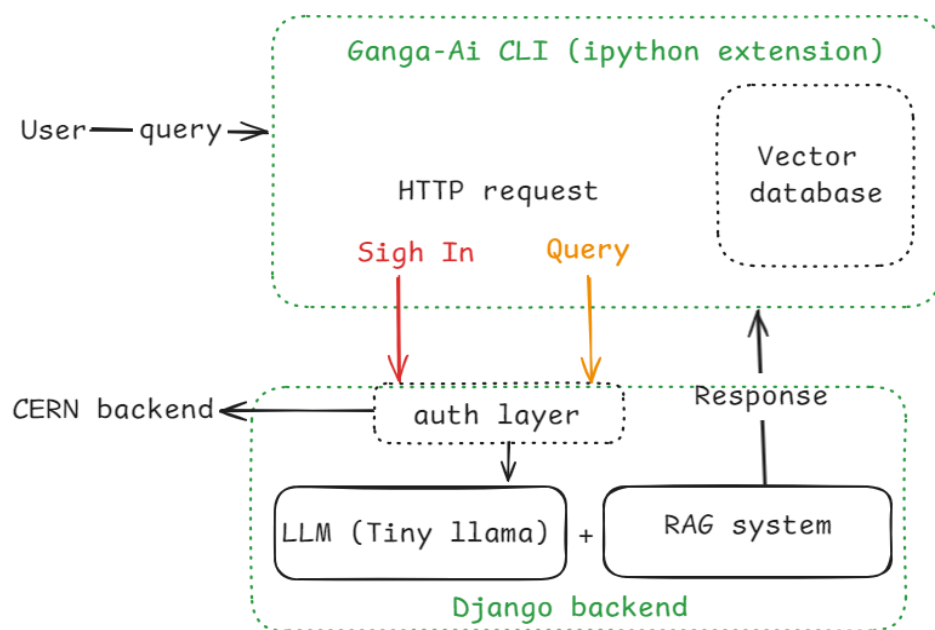 Ganga-Ai CLI (ipython extension)
User query
Vector
database
HTTP request
Sigh In
Query
CERN backend
auth layer
Response
LLM (Tiny llama)
+
RAG system
Django backend